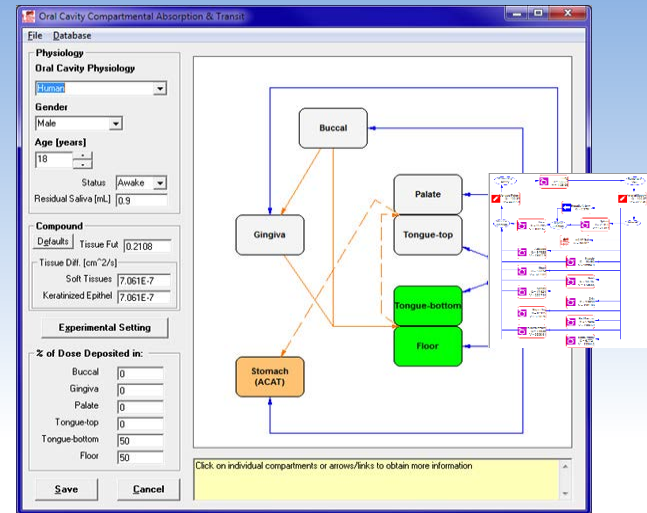 Oral Cavity Compartmental Absorption & Transit
File Database
Physiology
Oral Cavity Physiology
Human
Gender
Male
Age [years]
18
Status Awake
Residual Saliva [mL] 0.9
Compound
Defaults Tissue Fut 0.2108
Tissue Diff. [cm^2/s]
Soft Tissues 7.061E-7
Keratinized Epithel 7.061E-7
Experimental Setting
% of Dose Deposited in:
Buccal 0
Gingiva 0
Palate 0
Tongue-top 0
Tongue-bottom 50
Floor 50
Save Cancel
Buccal
Palate
Gingiva
Tongue-top
Tongue-bottom
Floor
Stomach
(ACAT)
Click on individual compartments or arrows/links to obtain more information